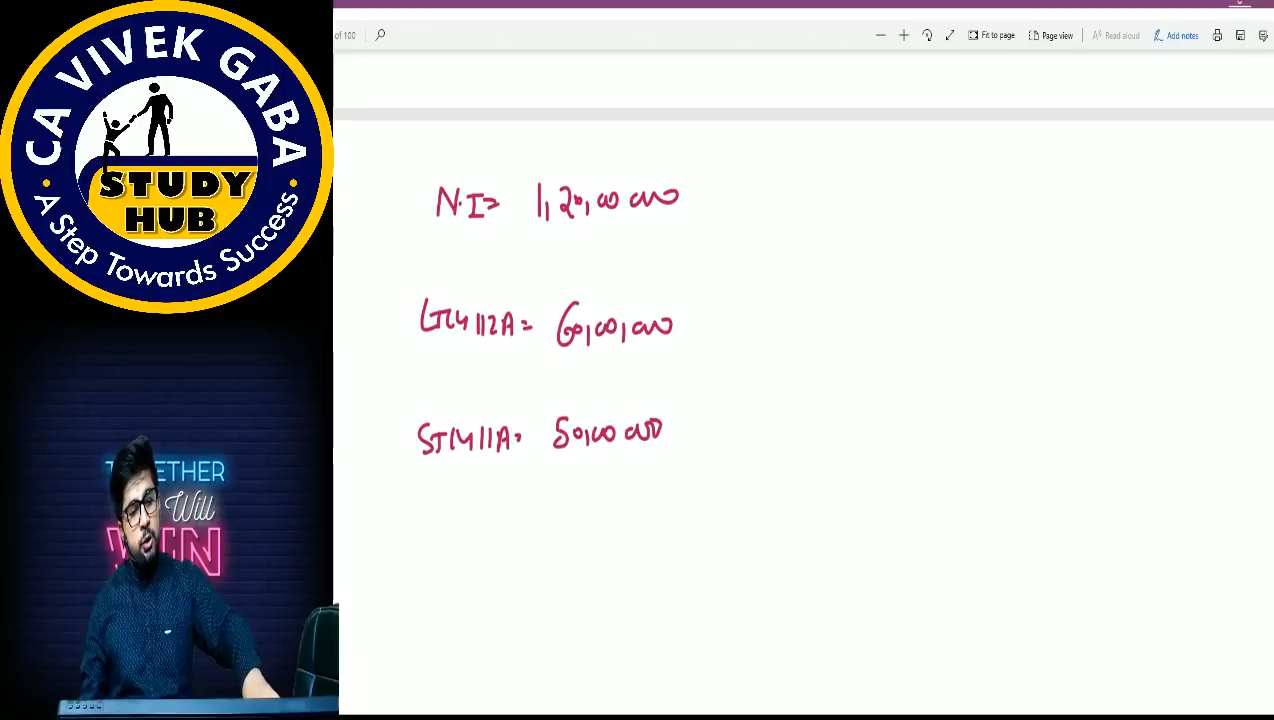 CA VIVEK GABA
STUDY
HUB
A Step Towards Success
of 100
Fit to page
Page view
Read aloud
Add notes
N.I= 1,20,00,000
LTCG 112A= 60,00,000
STCG 111A= 50,00,000
TOGETHER
Will
WIN